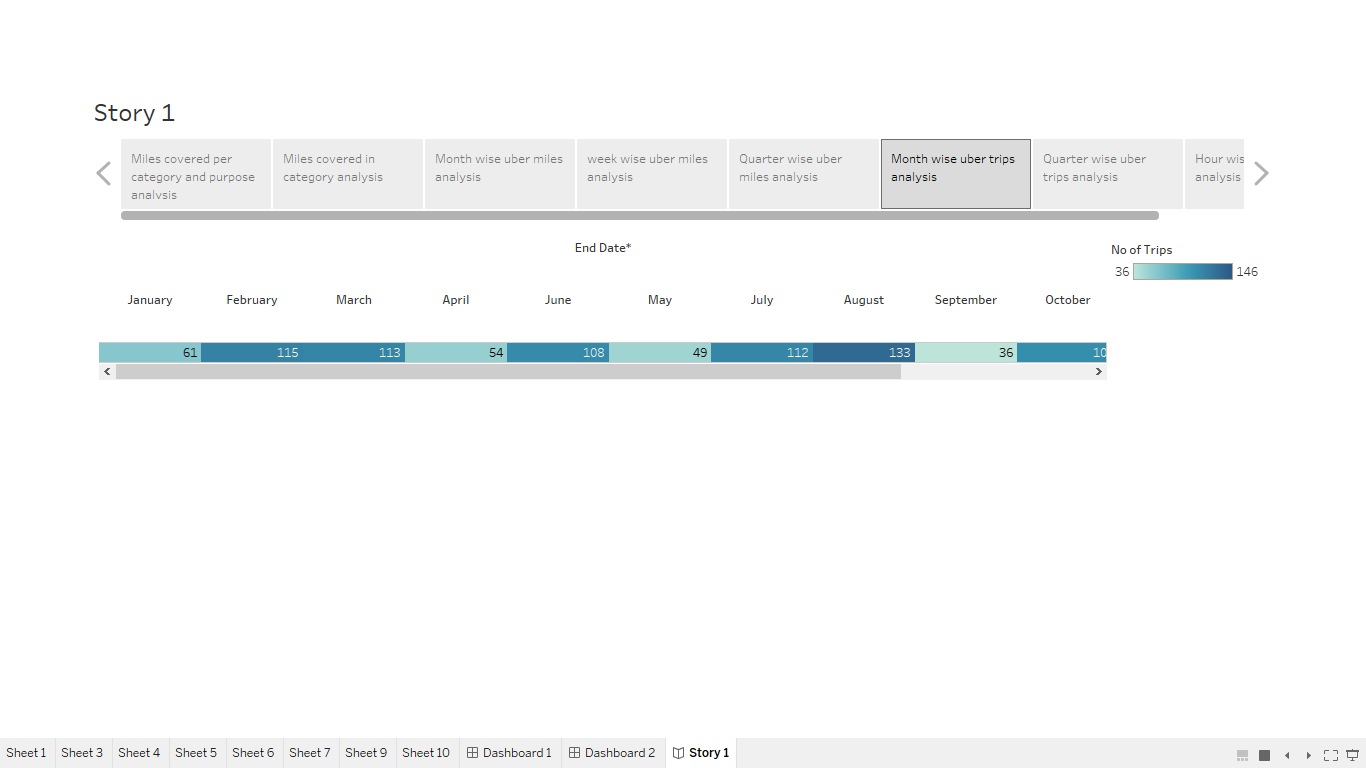 Story 1
Miles covered per
category and purpose
analysis
Miles covered in
category analysis
Month wise uber miles
analysis
week wise uber miles
analysis
Quarter wise uber
miles analysis
Month wise uber trips
analysis
Quarter wise uber
trips analysis
Hour wis
analysis
End Date*
No of Trips
36 146
January February March April June May July August September October
61 115 113 54 108 49 112 133 36 10
Sheet 1 Sheet 3 Sheet 4 Sheet 5 Sheet 6 Sheet 7 Sheet 9 Sheet 10 Dashboard 1 Dashboard 2 Story 1